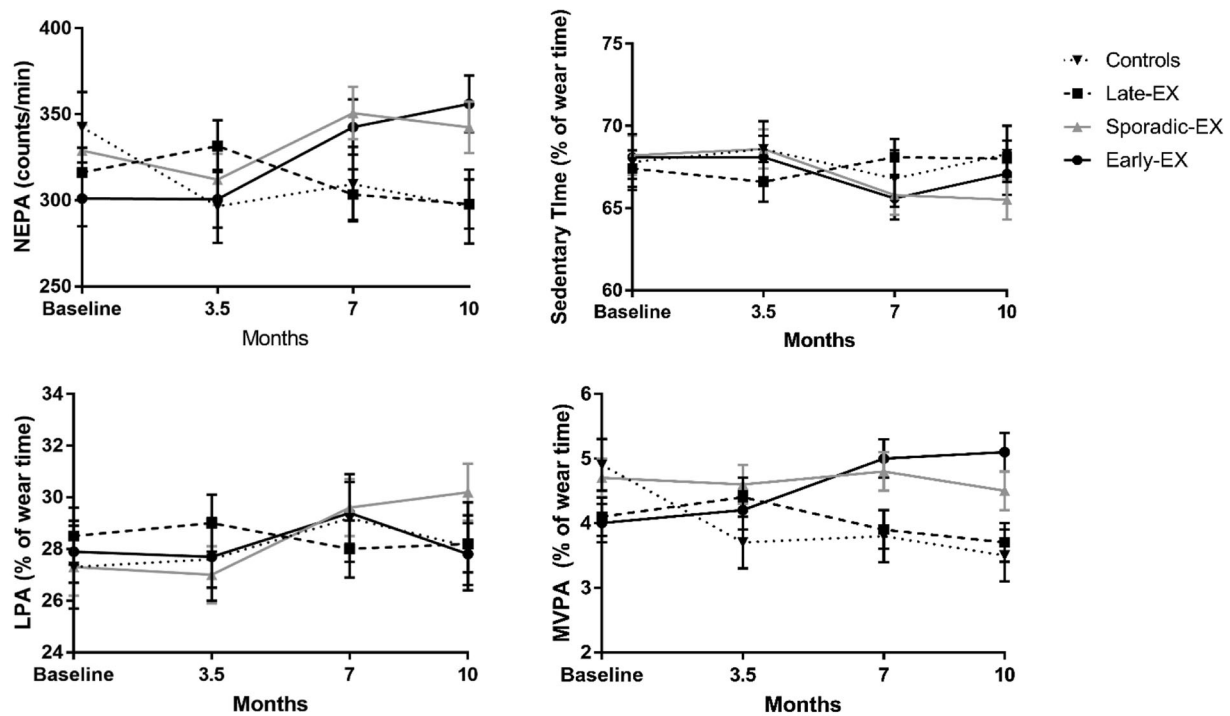 NEPA (counts/min)
400
350
300
250
Baseline 3.5 7 10
Months
Sedentary Time (% of wear time)
75
70
65
60
Baseline 3.5 7 10
Months
Controls
Late-EX
Sporadic-EX
Early-EX
LPA (% of wear time)
34
32
30
28
26
24
Baseline 3.5 7 10
Months
MVPA (% of wear time)
6
5
4
3
2
Baseline 3.5 7 10
Months